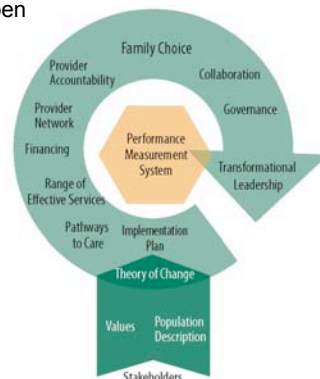 pen
Family Choice
Provider
Accountability
Collaboration
Provider
Network
Governance
Performance
Measurement
System
Financing
Transformational
Leadership
Range of
Effective Services
Pathways
to Care
Implementation
Plan
Theory of Change
Values
Population
Description
Stakeholders